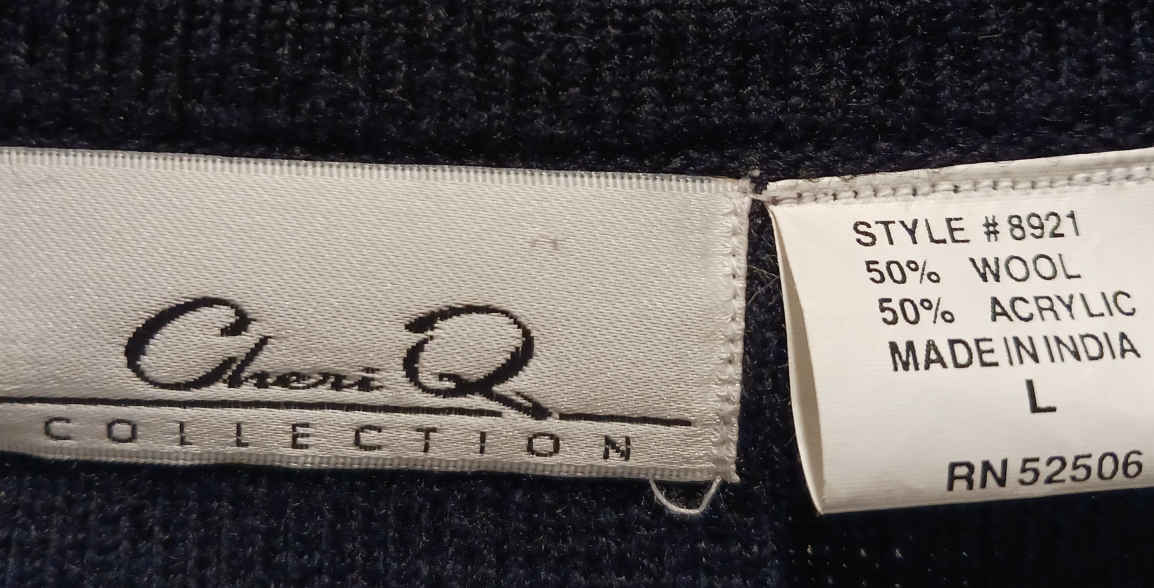 Cheri Q
COLLECTION
STYLE #8921
50% WOOL
50% ACRYLIC
MADE IN INDIA
L
RN 52506